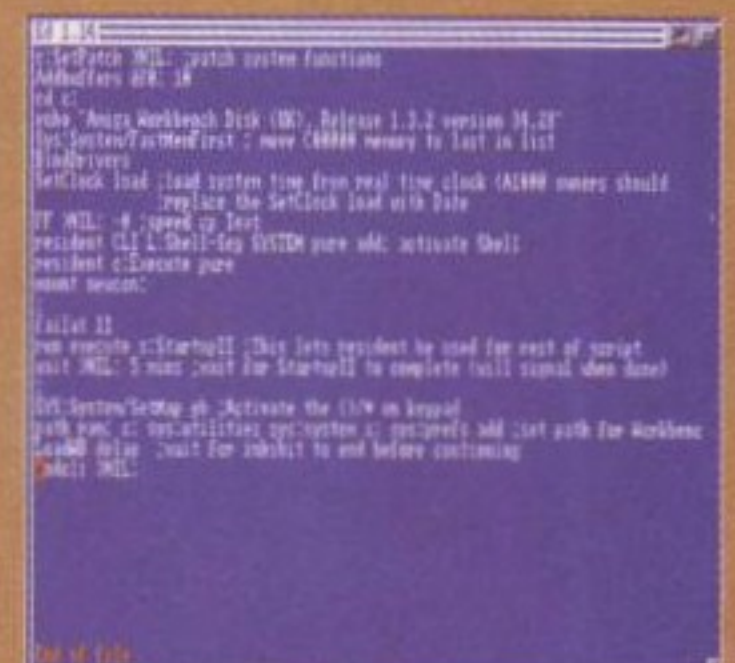 Ed 1.14
c:SetPatch >NIL: ;patch system functions
Addbuffers df0: 10
cd c:
echo "Amiga Workbench Disk (UK). Release 1.3.2 version 34.28"
Sys:System/FastMemFirst ; move C00000 memory to last in list
BindDrivers
SetClock load ;load system time from real time clock (A1000 owners should
;replace the SetClock load with Date
FF >NIL: -0 ;speed up Text
resident CLI L:Shell-Seg SYSTEM pure add; activate Shell
resident c:Execute pure
mount newcon:
;
failat 11
run execute s:StartupII ;This lets resident be used for rest of script
wait >NIL: 5 mins ;wait for StartupII to complete (will signal when done)
;
SYS:System/SetMap gb ;Activate the ()/* on keypad
path ram: c: sys:utilities sys:system s: sys:prefs add ;set path for Workbenc
LoadWB delay ;wait for inhibit to end before continuing
endcli >NIL:
End of File